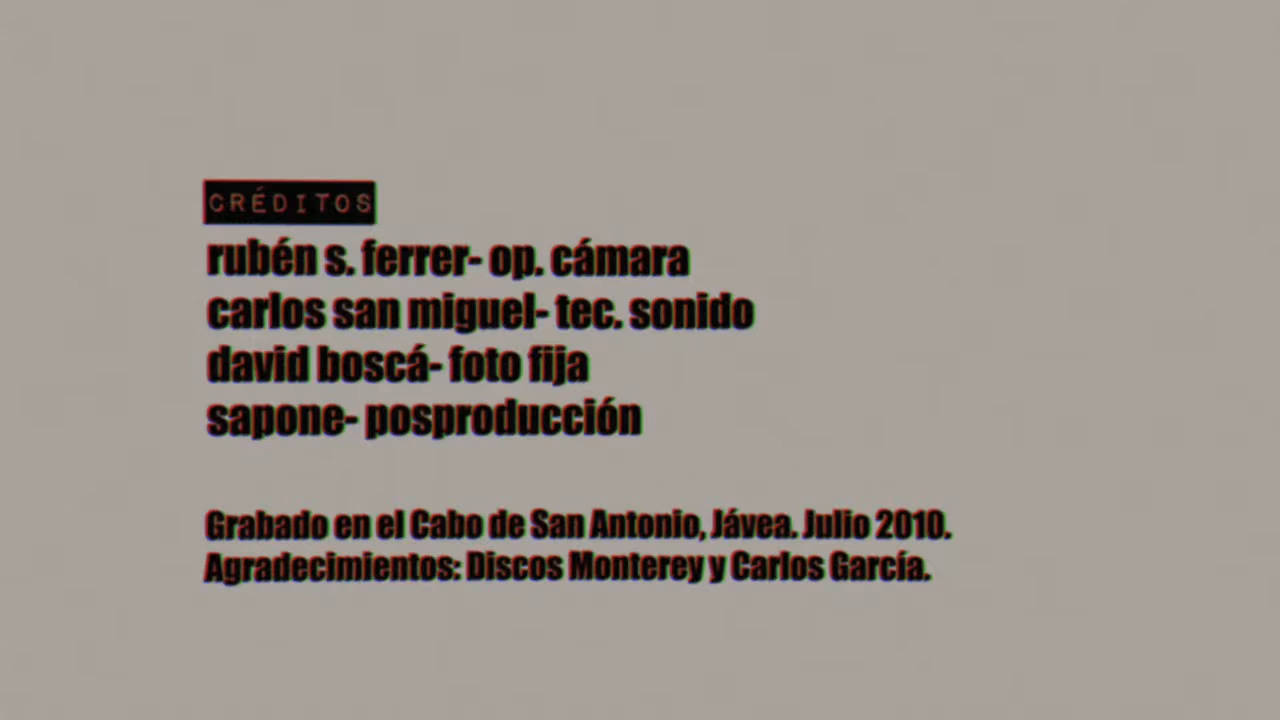 CRÉDITOS
rubén s. ferrer- op. cámara
carlos san miguel- tec. sonido
david boscá- foto fija
sapone- posproducción
Grabado en el Cabo de San Antonio, Jávea. Julio 2010.
Agradecimientos: Discos Monterey y Carlos García.